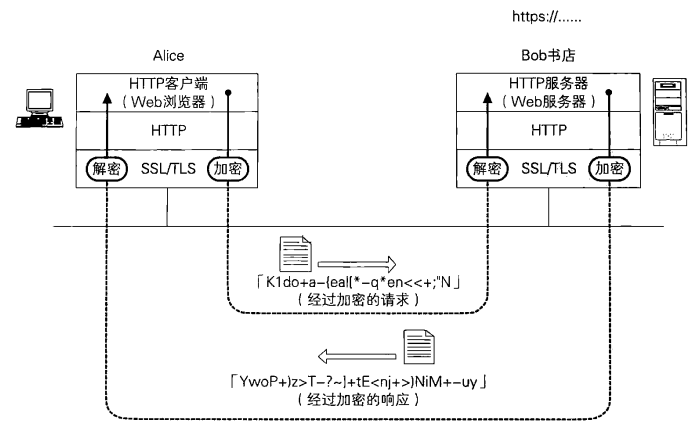 https://......
Alice
Bob书店
HTTP客户端
（Web浏览器）
HTTP服务器
（Web服务器）
HTTP
HTTP
解密
SSL/TLS
加密
解密
SSL/TLS
加密
「K1do+a-{ea![*-q*en<<+;"N」
（经过加密的请求）
「YwoP+)z>T-?~]+tE<nj+>)NiM+-uy」
（经过加密的响应）